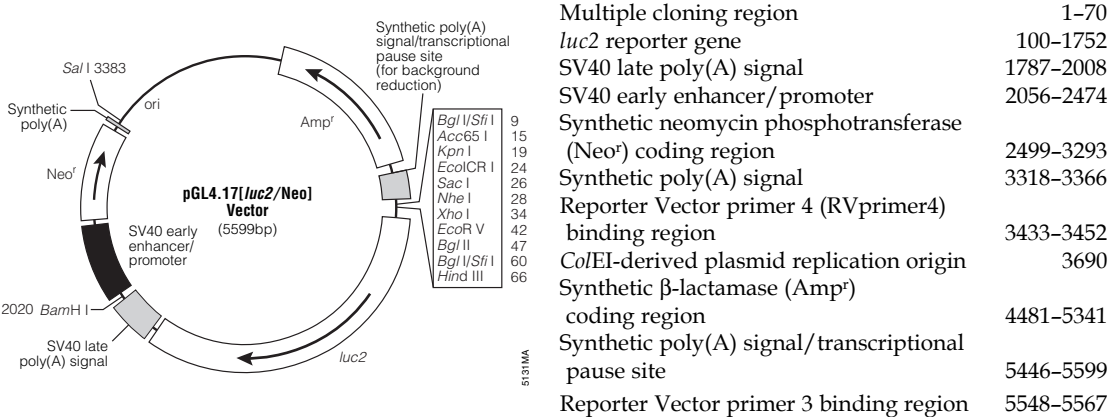 Synthetic poly(A)
signal/transcriptional
pause site
(for background
reduction)
Sal I 3383
Synthetic
poly(A)
ori
Ampʳ
Neoʳ
pGL4.17[luc2/Neo]
Vector
(5599bp)
SV40 early
enhancer/
promoter
2020 BamH I
SV40 late
poly(A) signal
luc2
Bgl I/Sfi I 9
Acc65 I 15
Kpn I 19
EcoICR I 24
Sac I 26
Nhe I 28
Xho I 34
EcoR V 42
Bgl II 47
Bgl I/Sfi I 60
Hind III 66
5131MA
Multiple cloning region 1–70
luc2 reporter gene 100–1752
SV40 late poly(A) signal 1787–2008
SV40 early enhancer/promoter 2056–2474
Synthetic neomycin phosphotransferase
(Neoʳ) coding region 2499–3293
Synthetic poly(A) signal 3318–3366
Reporter Vector primer 4 (RVprimer4)
binding region 3433–3452
ColEI-derived plasmid replication origin 3690
Synthetic β-lactamase (Ampʳ)
coding region 4481–5341
Synthetic poly(A) signal/transcriptional
pause site 5446–5599
Reporter Vector primer 3 binding region 5548–5567